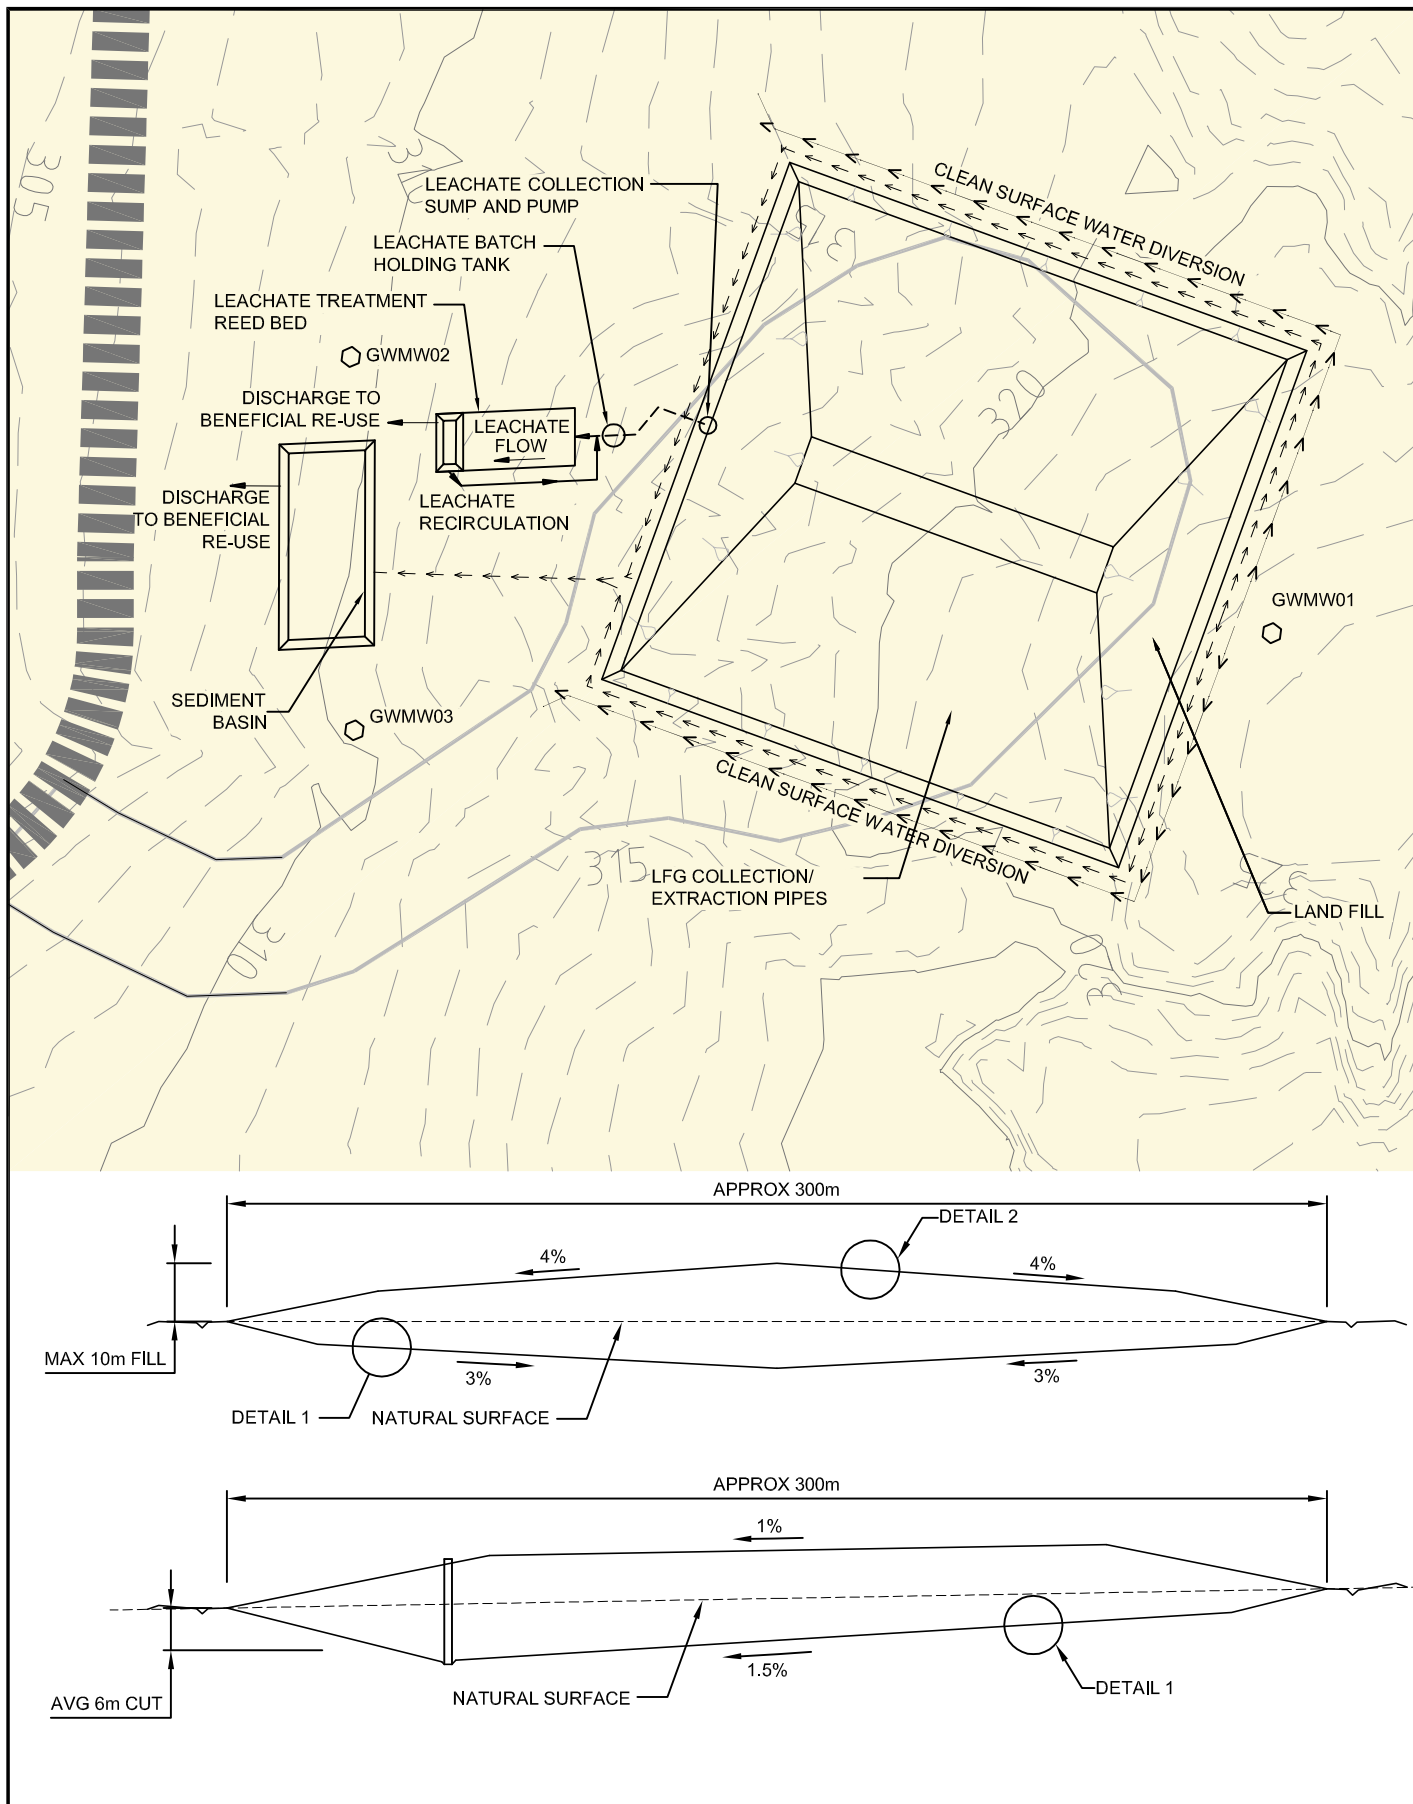 305
310
CLEAN SURFACE WATER DIVERSION
LEACHATE COLLECTION
SUMP AND PUMP
LEACHATE BATCH
HOLDING TANK
LEACHATE TREATMENT
REED BED
GWMW02
DISCHARGE TO
BENEFICIAL RE-USE
LEACHATE
FLOW
LEACHATE
RECIRCULATION
DISCHARGE
TO BENEFICIAL
RE-USE
315
320
GWMW01
SEDIMENT
BASIN
GWMW03
CLEAN SURFACE WATER DIVERSION
315
LFG COLLECTION/
EXTRACTION PIPES
LAND FILL
310
330
APPROX 300m
DETAIL 2
4%
4%
MAX 10m FILL
3%
3%
DETAIL 1
NATURAL SURFACE
APPROX 300m
1%
1.5%
AVG 6m CUT
NATURAL SURFACE
DETAIL 1